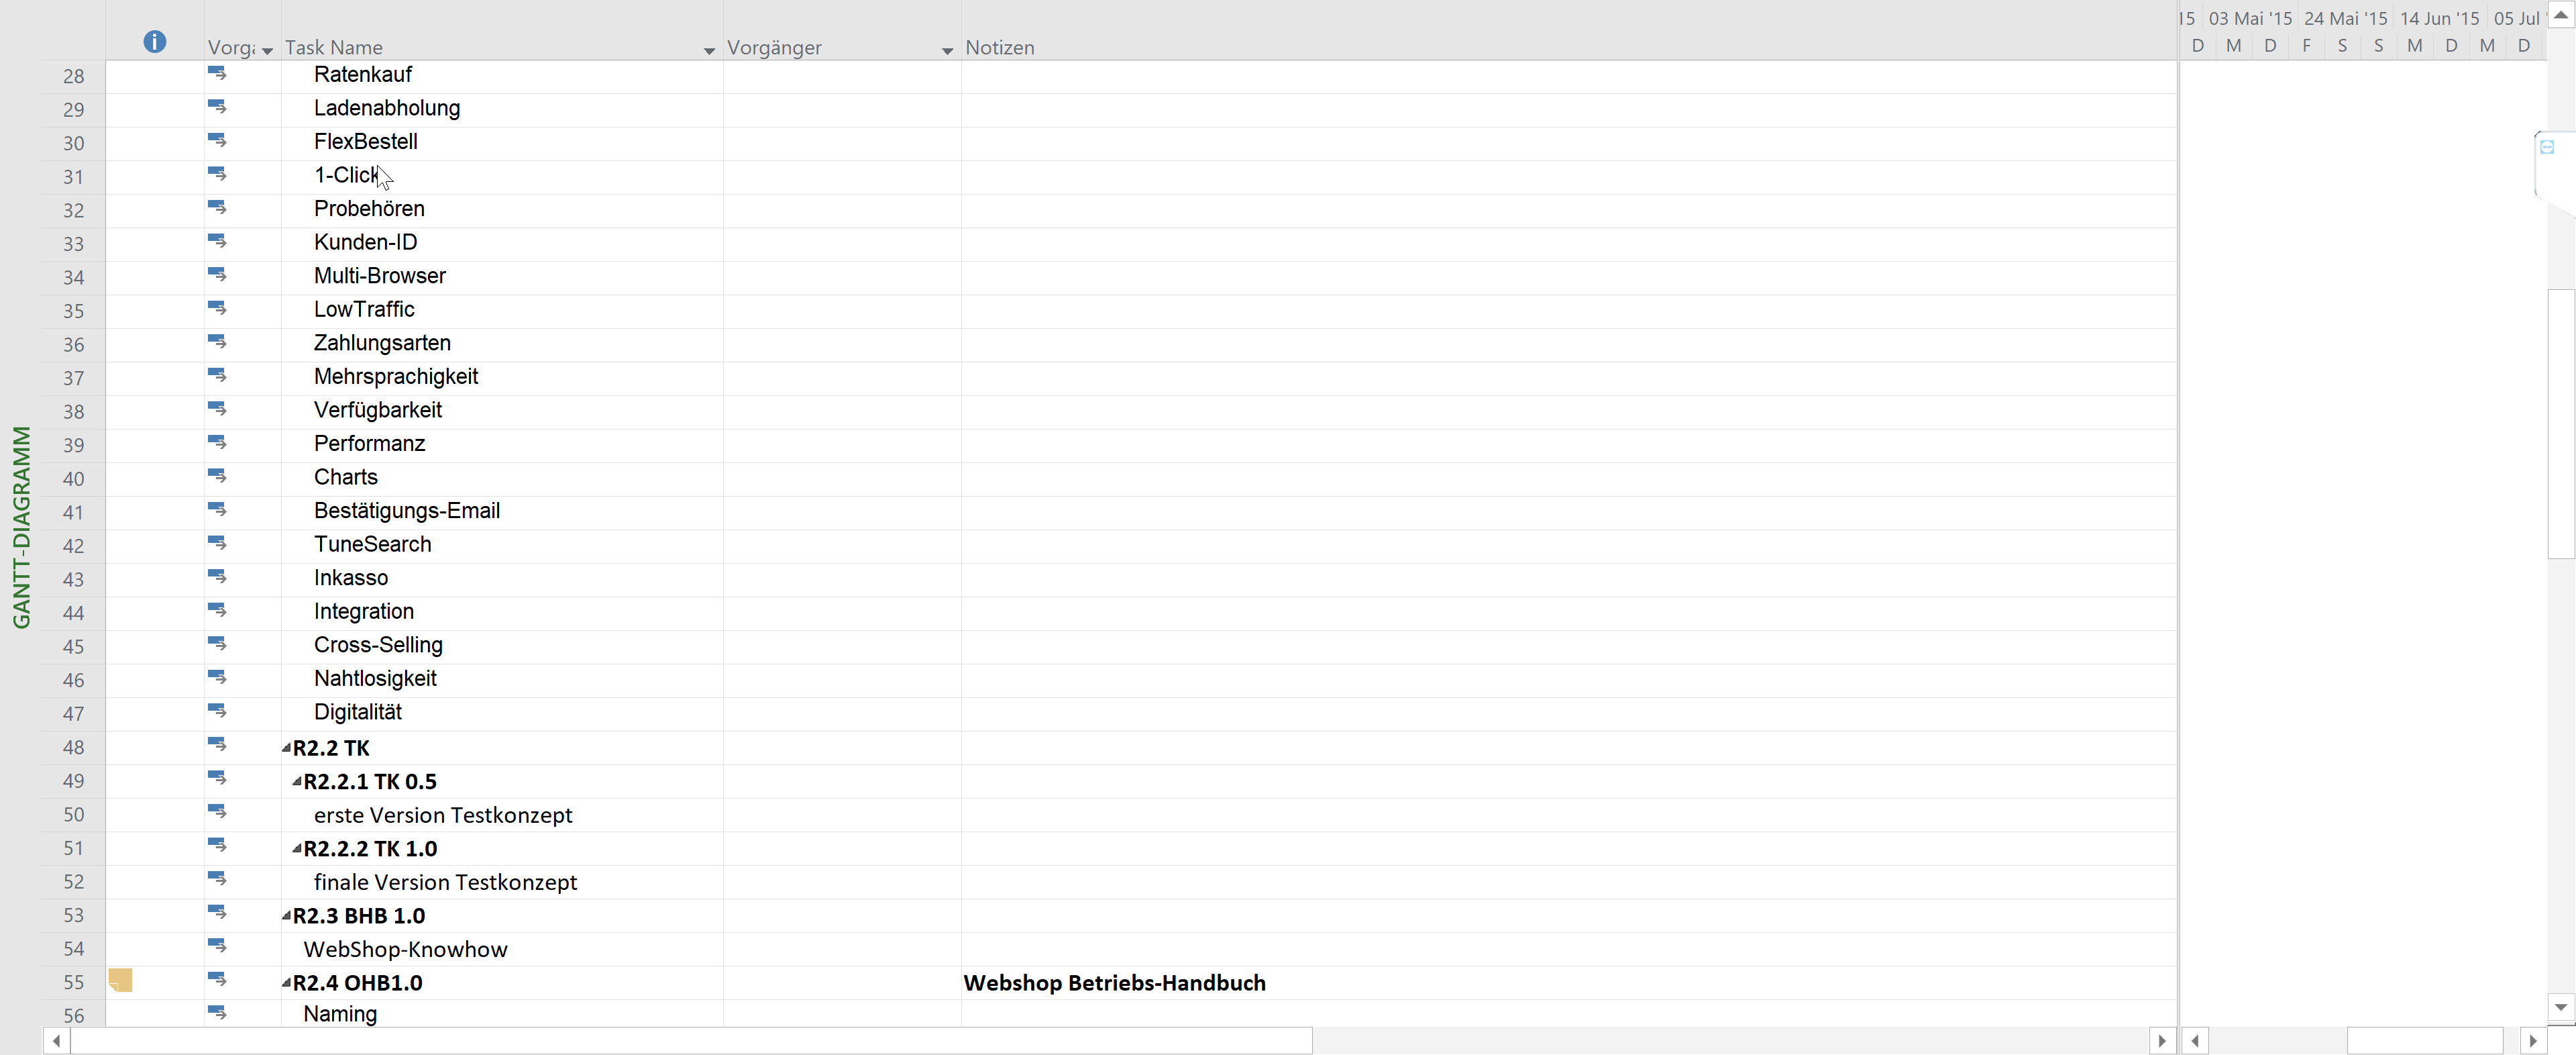 15 03 Mai '15 24 Mai '15 14 Jun '15 05 Jul '
Vorgä Task Name Vorgänger Notizen D M D F S S M D M D
28 Ratenkauf
29 Ladenabholung
30 FlexBestell
31 1-Click
32 Probehören
33 Kunden-ID
34 Multi-Browser
35 LowTraffic
36 Zahlungsarten
37 Mehrsprachigkeit
38 Verfügbarkeit
39 Performanz
40 Charts
41 Bestätigungs-Email
42 TuneSearch
43 Inkasso
44 Integration
45 Cross-Selling
46 Nahtlosigkeit
47 Digitalität
48 R2.2 TK
49 R2.2.1 TK 0.5
50 erste Version Testkonzept
51 R2.2.2 TK 1.0
52 finale Version Testkonzept
53 R2.3 BHB 1.0
54 WebShop-Knowhow
55 R2.4 OHB1.0 Webshop Betriebs-Handbuch
56 Naming
GANTT-DIAGRAMM